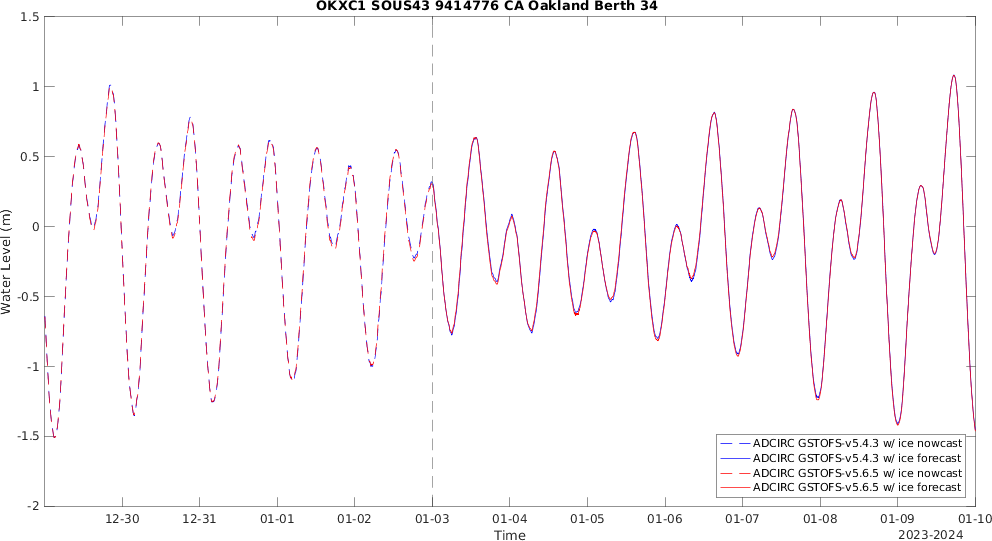 OKXC1 SOUS43 9414776 CA Oakland Berth 34
1.5
1
0.5
0
-0.5
-1
-1.5
-2
Water Level (m)
ADCIRC GSTOFS-v5.4.3 w/ ice nowcast
ADCIRC GSTOFS-v5.4.3 w/ ice forecast
ADCIRC GSTOFS-v5.6.5 w/ ice nowcast
ADCIRC GSTOFS-v5.6.5 w/ ice forecast
12-30 12-31 01-01 01-02 01-03 01-04 01-05 01-06 01-07 01-08 01-09 01-10
Time
2023-2024